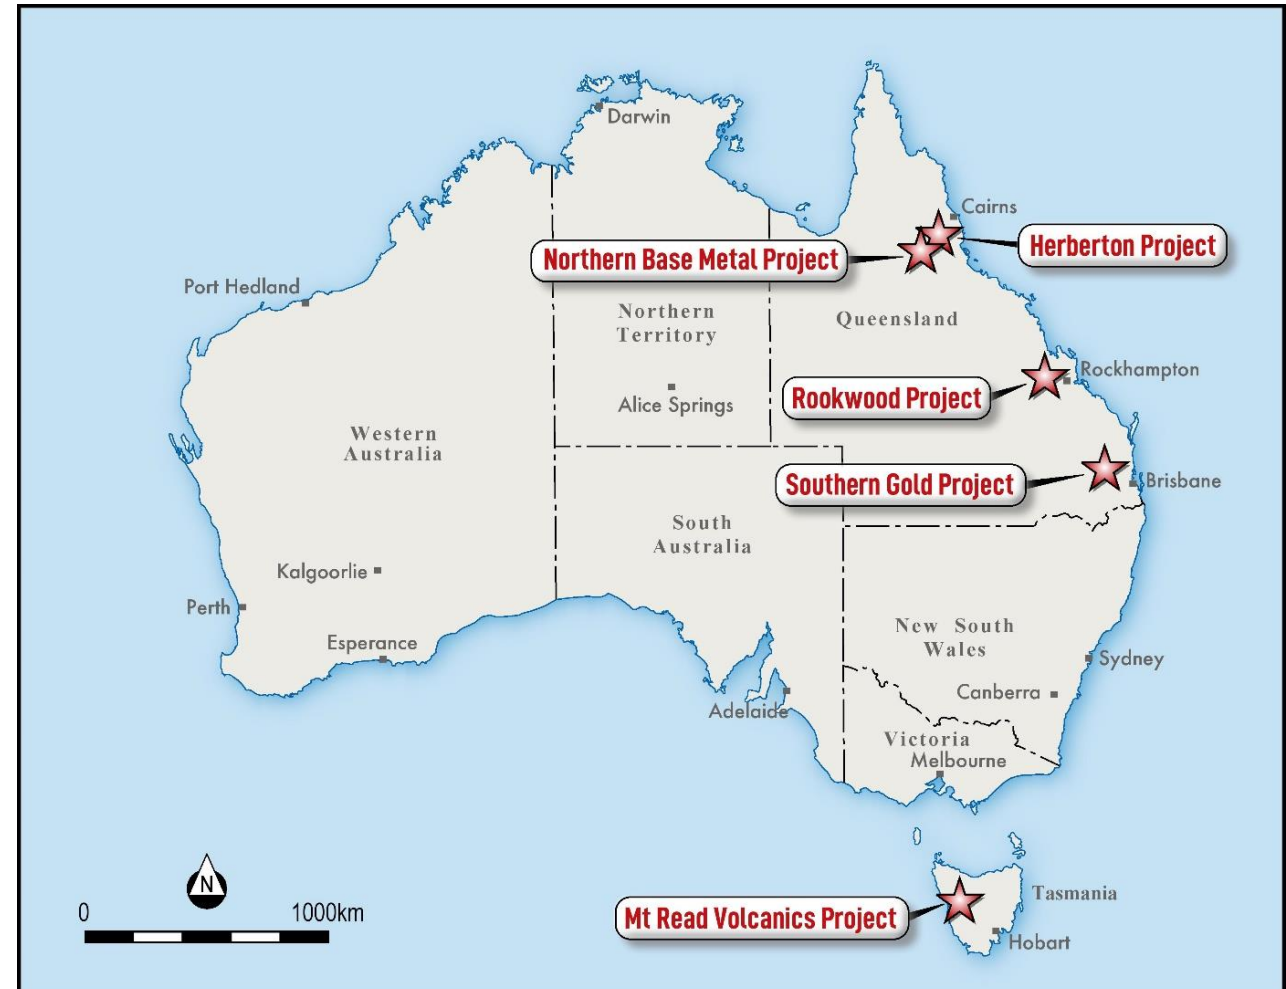 Darwin
Cairns
Herberton Project
Northern Base Metal Project
Port Hedland
Northern
Territory
Queensland
Rockhampton
Rookwood Project
Alice Springs
Western
Australia
Southern Gold Project
Brisbane
South
Australia
Kalgoorlie
Perth
Esperance
New South
Wales
Sydney
Canberra
Adelaide
Victoria
Melbourne
N
0
1000km
Tasmania
Mt Read Volcanics Project
Hobart